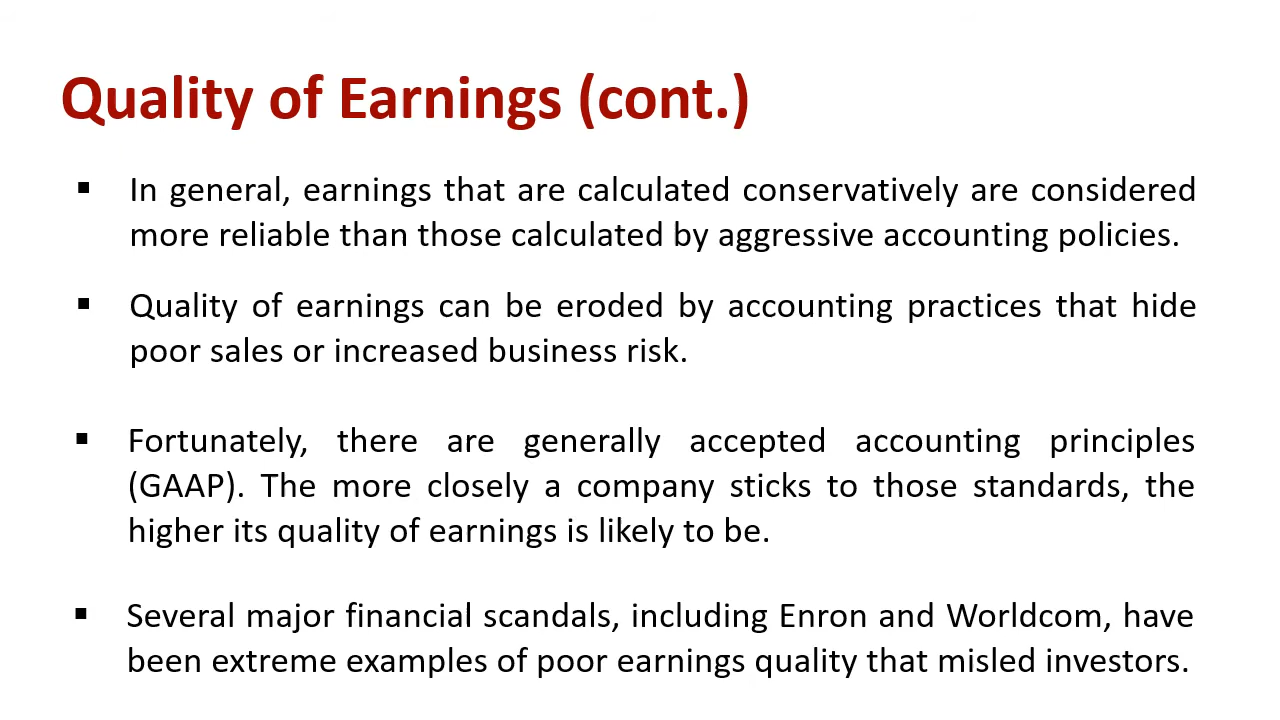 Quality of Earnings (cont.)
▪ In general, earnings that are calculated conservatively are considered
more reliable than those calculated by aggressive accounting policies.
▪ Quality of earnings can be eroded by accounting practices that hide
poor sales or increased business risk.
▪ Fortunately, there are generally accepted accounting principles
(GAAP). The more closely a company sticks to those standards, the
higher its quality of earnings is likely to be.
▪ Several major financial scandals, including Enron and Worldcom, have
been extreme examples of poor earnings quality that misled investors.